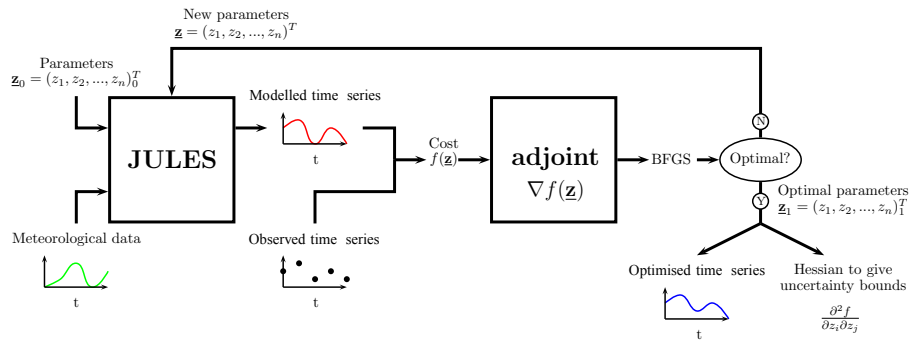 New parameters
z = (z₁, z₂, ..., zₙ)ᵀ
Parameters
z₀ = (z₁, z₂, ..., zₙ)₀ᵀ
JULES
Meteorological data
t
Modelled time series
t
Observed time series
t
Cost
f(z)
adjoint
∇f(z)
BFGS
N
Optimal?
Y
Optimal parameters
z₁ = (z₁, z₂, ..., zₙ)₁ᵀ
Optimised time series
t
Hessian to give
uncertainty bounds
∂²f
∂zᵢ∂zⱼ